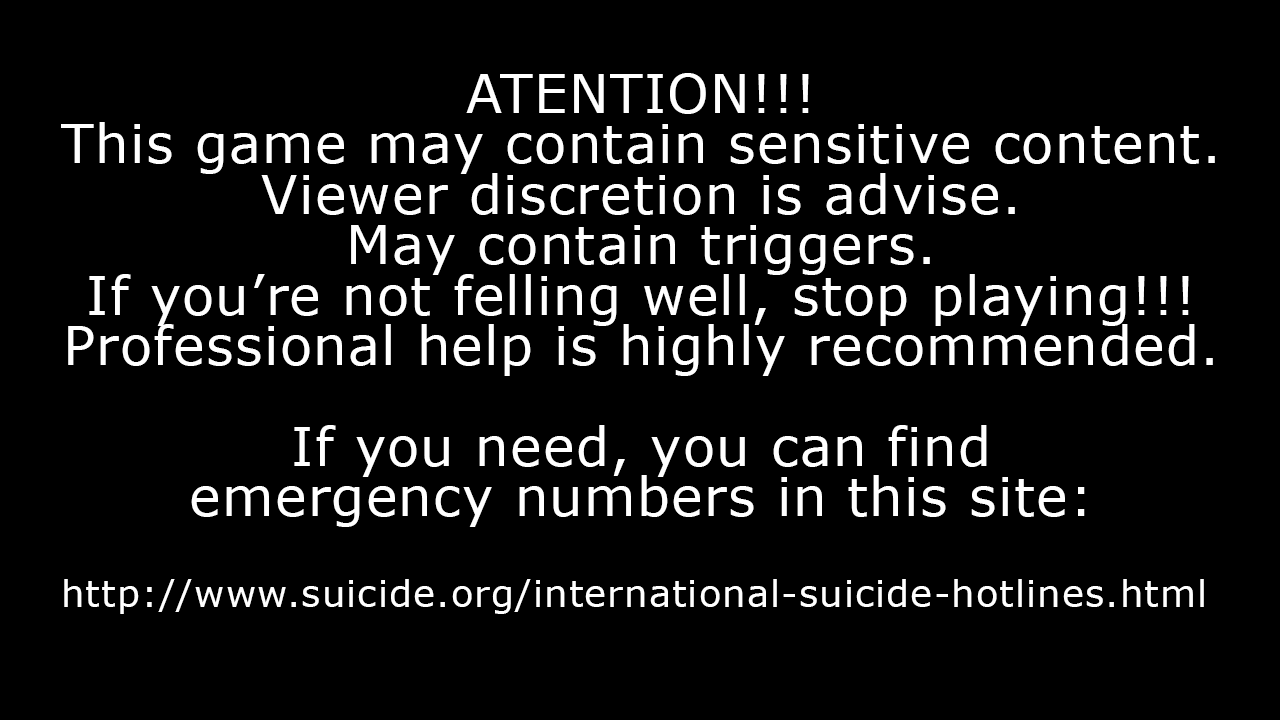 ATENTION!!!
This game may contain sensitive content.
Viewer discretion is advise.
May contain triggers.
If you’re not felling well, stop playing!!!
Professional help is highly recommended.
If you need, you can find
emergency numbers in this site:
http://www.suicide.org/international-suicide-hotlines.html